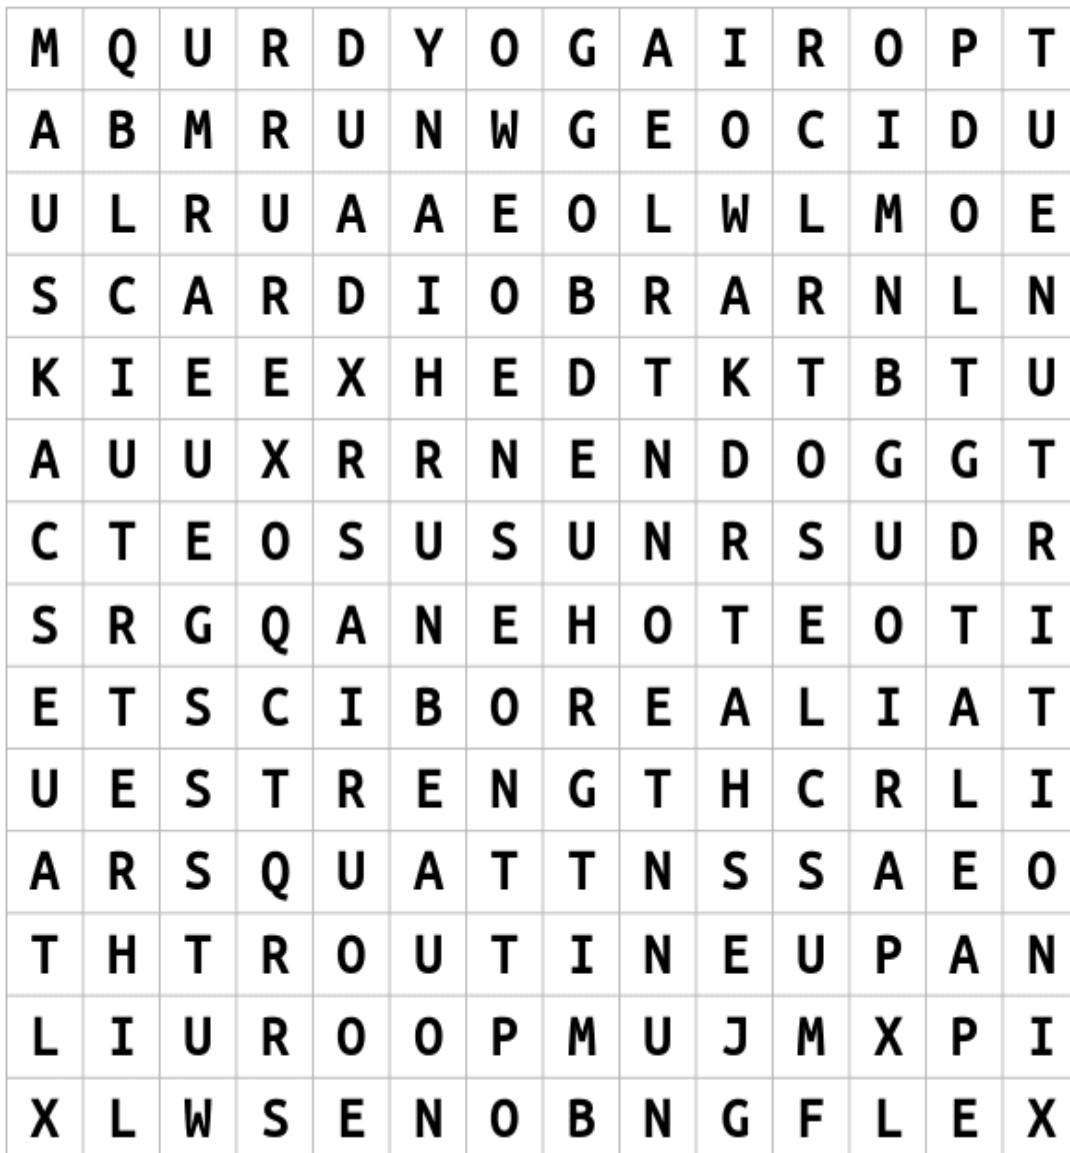 M Q U R D Y O G A I R O P T
A B M R U N W G E O C I D U
U L R U A A E O L W L M O E
S C A R D I O B R A R N L N
K I E E X H E D T K T B T U
A U U X R R N E N D O G G T
C T E O S U S U N R S U D R
S R G Q A N E H O T E O T I
E T S C I B O R E A L I A T
U E S T R E N G T H C R L I
A R S Q U A T T N S S A E O
T H T R O U T I N E U P A N
L I U R O O P M U J M X P I
X L W S E N O B N G F L E X